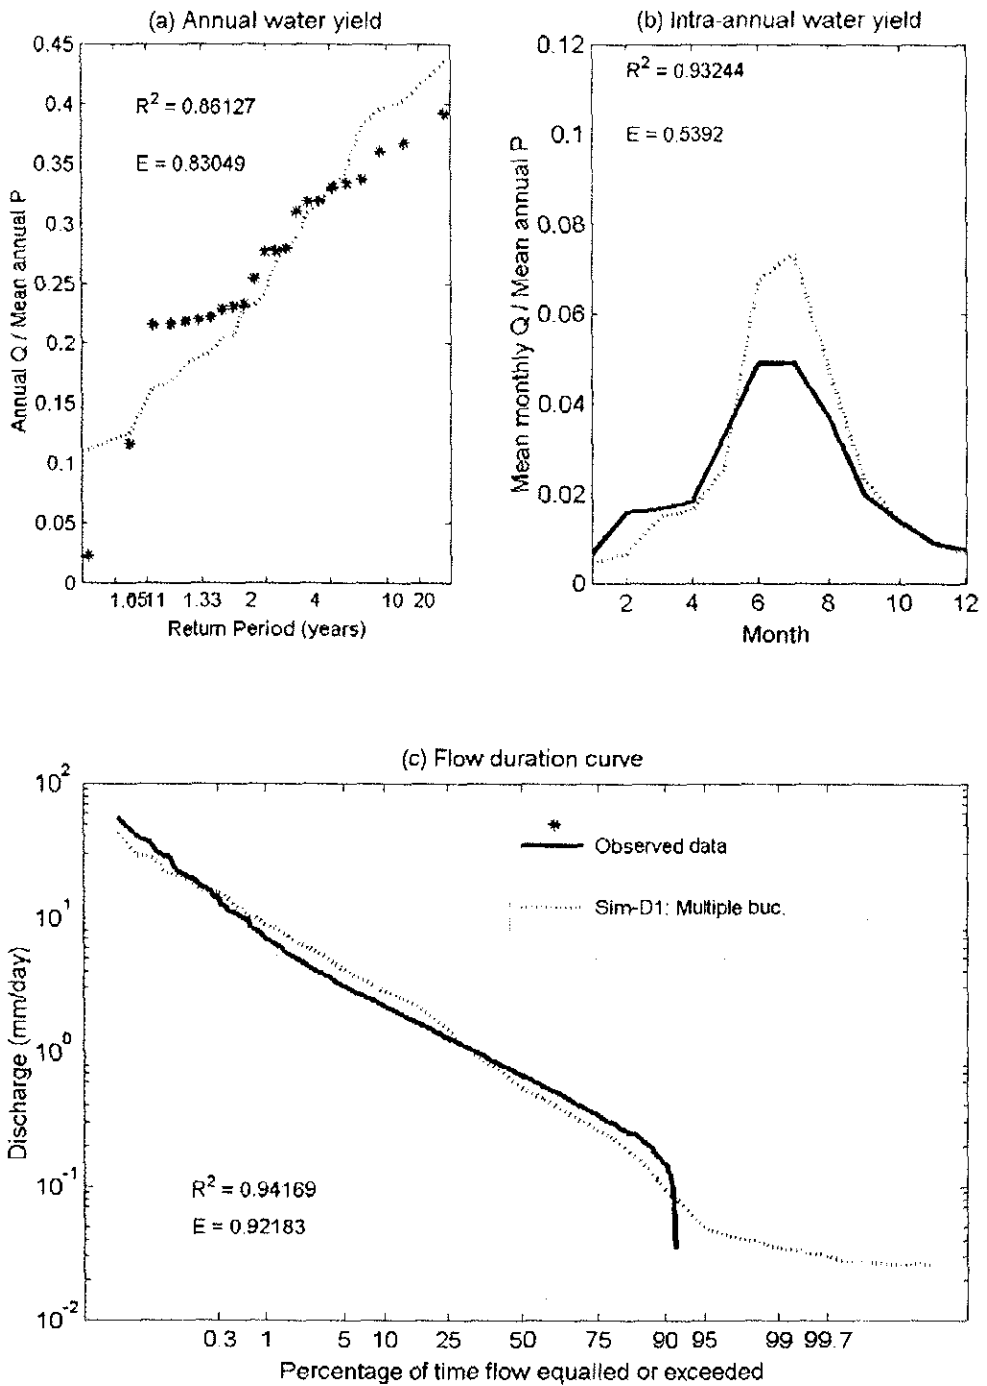 (a) Annual water yield
0.45
0.4
0.35
0.3
0.25
0.2
0.15
0.1
0.05
0
R² = 0.86127
E = 0.83049
Annual Q / Mean annual P
1.33 2 4 10 20
Return Period (years)
(b) Intra-annual water yield
0.12
0.1
0.08
0.06
0.04
0.02
0
R² = 0.93244
E = 0.5392
Mean monthly Q / Mean annual P
2 4 6 8 10 12
Month
(c) Flow duration curve
10²
10¹
10⁰
10⁻¹
10⁻²
Discharge (mm/day)
Observed data
Sim-D1: Multiple buc.
R² = 0.94169
E = 0.92183
0.3 1 5 10 25 50 75 90 95 99 99.7
Percentage of time flow equalled or exceeded